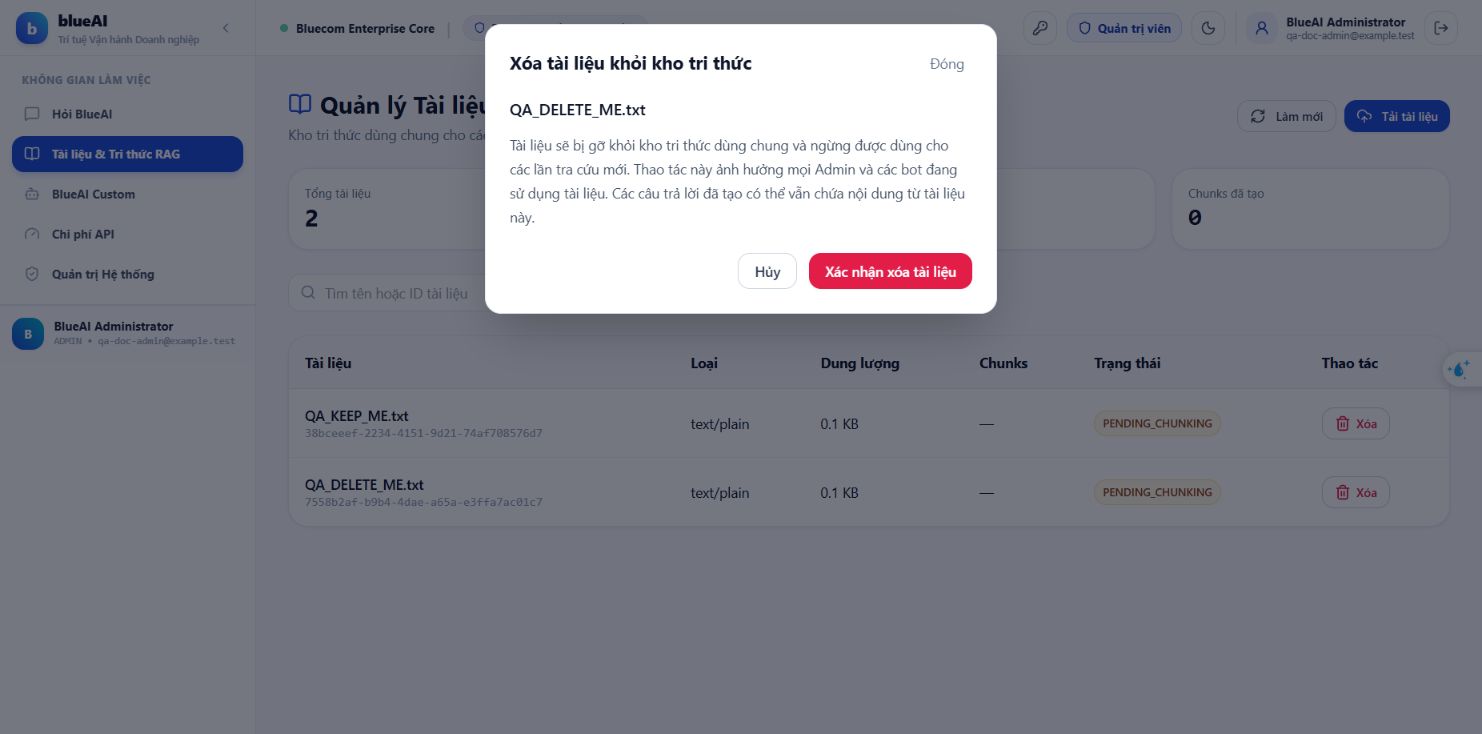 blueAI
Trí tuệ Vận hành Doanh nghiệp
Bluecom Enterprise Core
Quản trị viên
BlueAI Administrator
qa-doc-admin@example.test
KHÔNG GIAN LÀM VIỆC
Hỏi BlueAI
Tài liệu & Tri thức RAG
BlueAI Custom
Chi phí API
Quản trị Hệ thống
B
BlueAI Administrator
ADMIN • qa-doc-admin@example.test
Quản lý Tài liệu
Kho tri thức dùng chung cho các
Làm mới
Tải tài liệu
Tổng tài liệu
2
Chunks đã tạo
0
Tìm tên hoặc ID tài liệu
Xóa tài liệu khỏi kho tri thức
Đóng
QA_DELETE_ME.txt
Tài liệu sẽ bị gỡ khỏi kho tri thức dùng chung và ngừng được dùng cho
các lần tra cứu mới. Thao tác này ảnh hưởng mọi Admin và các bot đang
sử dụng tài liệu. Các câu trả lời đã tạo có thể vẫn chứa nội dung từ tài liệu
này.
Hủy
Xác nhận xóa tài liệu
Tài liệu Loại Dung lượng Chunks Trạng thái Thao tác
QA_KEEP_ME.txt
38bceeef-2234-4151-9d21-74af708576d7
text/plain 0.1 KB — PENDING_CHUNKING Xóa
QA_DELETE_ME.txt
7558b2af-b9b4-4dae-a65a-e3ffa7ac01c7
text/plain 0.1 KB — PENDING_CHUNKING Xóa